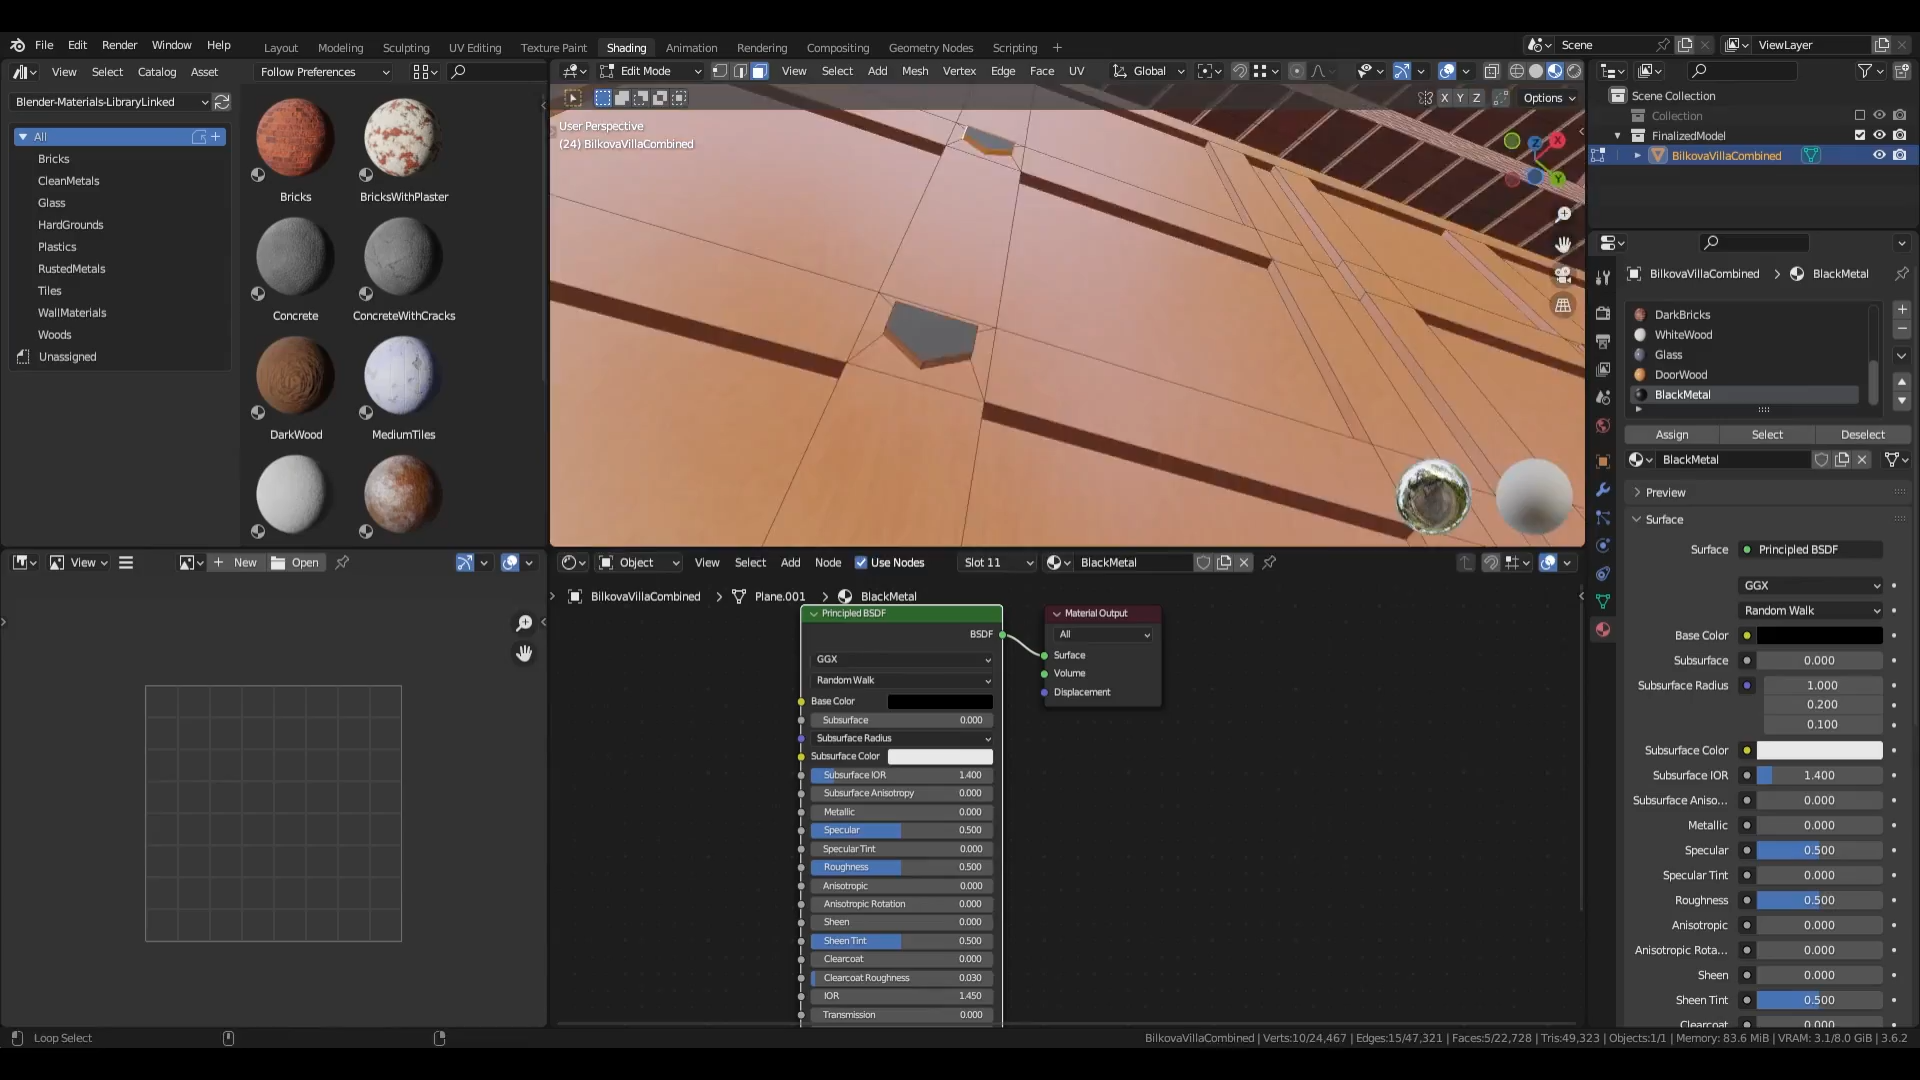 File Edit Render Window Help
Layout Modeling Sculpting UV Editing Texture Paint Shading Animation Rendering Compositing Geometry Nodes Scripting +
Scene
ViewLayer
View Select Catalog Asset
Follow Preferences
Blender-Materials-LibraryLinked
All
Bricks
CleanMetals
Glass
HardGrounds
Plastics
RustedMetals
Tiles
WallMaterials
Woods
Unassigned
Bricks
BricksWithPlaster
Concrete
ConcreteWithCracks
DarkWood
MediumTiles
Edit Mode
View Select Add Mesh Vertex Edge Face UV
Global
X Y Z
Options
User Perspective
(24) BilkovaVillaCombined
X
Z
Y
Scene Collection
Collection
FinalizedModel
BilkovaVillaCombined
BilkovaVillaCombined > BlackMetal
DarkBricks
WhiteWood
Glass
DoorWood
BlackMetal
Assign Select Deselect
BlackMetal
Preview
Surface
Surface Principled BSDF
GGX
Random Walk
Base Color
Subsurface 0.000
Subsurface Radius 1.000
0.200
0.100
Subsurface Color
Subsurface IOR 1.400
Subsurface Aniso... 0.000
Metallic 0.000
Specular 0.500
Specular Tint 0.000
Roughness 0.500
Anisotropic 0.000
Anisotropic Rota... 0.000
Sheen 0.000
Sheen Tint 0.500
Clearcoat 0.000
View
New
Open
Object
View Select Add Node
Use Nodes
Slot 11
BlackMetal
BilkovaVillaCombined > Plane.001 > BlackMetal
Principled BSDF
BSDF
GGX
Random Walk
Base Color
Subsurface 0.000
Subsurface Radius
Subsurface Color
Subsurface IOR 1.400
Subsurface Anisotropy 0.000
Metallic 0.000
Specular 0.500
Specular Tint 0.000
Roughness 0.500
Anisotropic 0.000
Anisotropic Rotation 0.000
Sheen 0.000
Sheen Tint 0.500
Clearcoat 0.000
Clearcoat Roughness 0.030
IOR 1.450
Transmission 0.000
Material Output
All
Surface
Volume
Displacement
Loop Select
BilkovaVillaCombined | Verts:10/24,467 | Edges:15/47,321 | Faces:5/22,728 | Tris:49,323 | Objects:1/1 | Memory: 83.6 MiB | VRAM: 3.1/8.0 GiB | 3.6.2